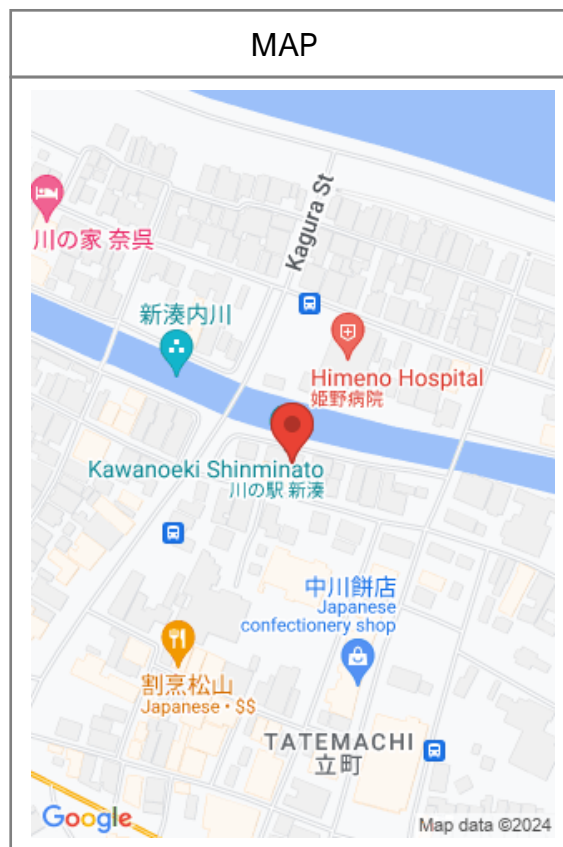 MAP
Kagura St
川の家 奈呉
新湊内川
Himeno Hospital
姫野病院
Kawanoeki Shinminato
川の駅 新湊
中川餅店
Japanese
confectionery shop
割烹松山
Japanese • $$
TATEMACHI
立町
Google
Map data ©2024